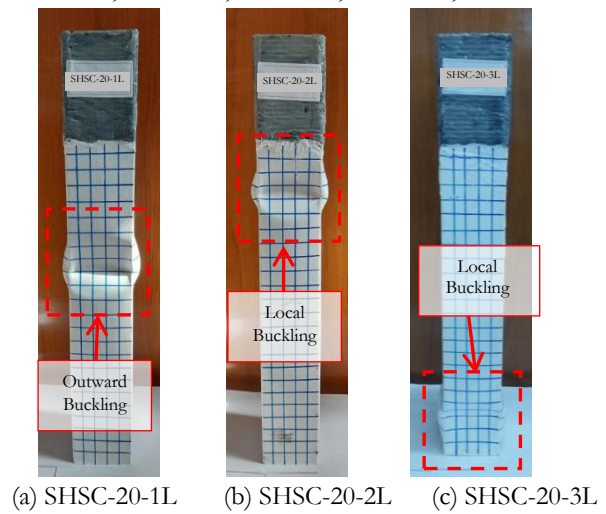 SHSC-20-1L
SHSC-20-2L
SHSC-20-3L
Local
Buckling
Local
Buckling
Outward
Buckling
(a) SHSC-20-1L (b) SHSC-20-2L (c) SHSC-20-3L